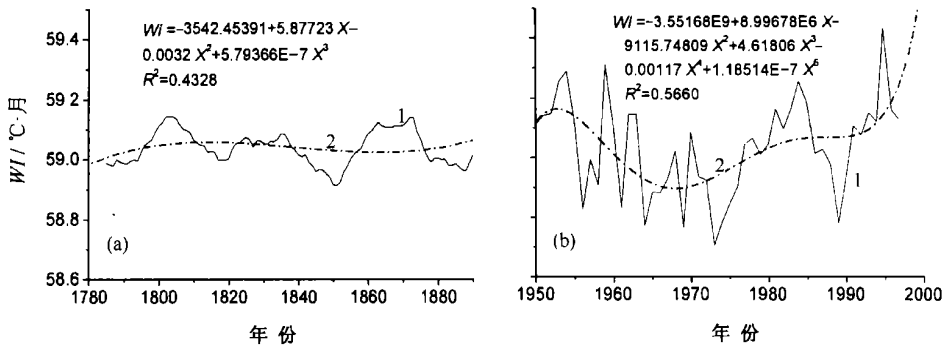 59.4
59.2
59.0
58.8
58.6
WI / ℃·月
Wi=-3542.45391+5.87723 X-
0.0032 X²+5.79366E-7 X³
R²=0.4328
1
2
(a)
1780 1800 1820 1840 1860 1880
年 份
Wi=-3.55168E9+8.99678E6 X-
9115.74809 X²+4.61806 X³-
0.00117 X⁴+1.18514E-7 X⁵
R²=0.5660
2
1
(b)
1950 1960 1970 1980 1990 2000
年 份